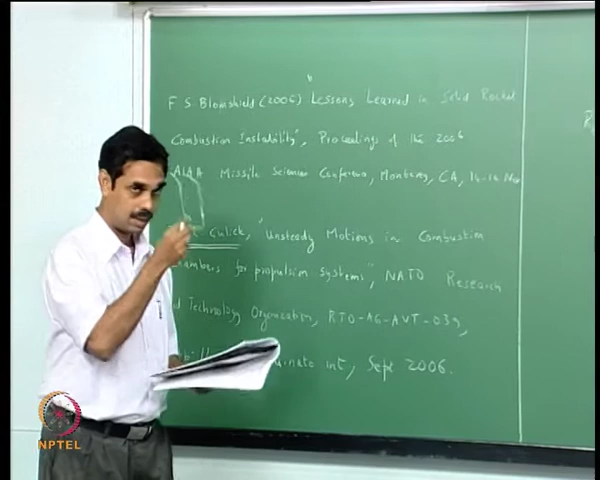 F S Blomshield (2006) Lessons Learned in Solid Rocket
Combustion Instability", Proceedings of the 2006
AIAA Missile Sciences Conference, Monterey, CA, 14-16 Nov
Culick, "Unsteady Motions in Combustion
Chambers for propulsion systems", NATO Research
Technology Organization, RTO-AG-AVT-039,
int, Sept 2006.
NPTEL